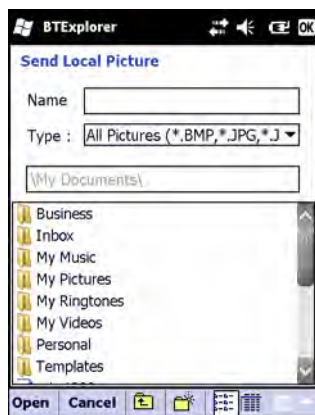 BTExplorer OK
Send Local Picture
Name
Type : All Pictures (*.BMP,*.JPG,*.J
\My Documents\
Business
Inbox
My Music
My Pictures
My Ringtones
My Videos
Personal
Templates
Open Cancel